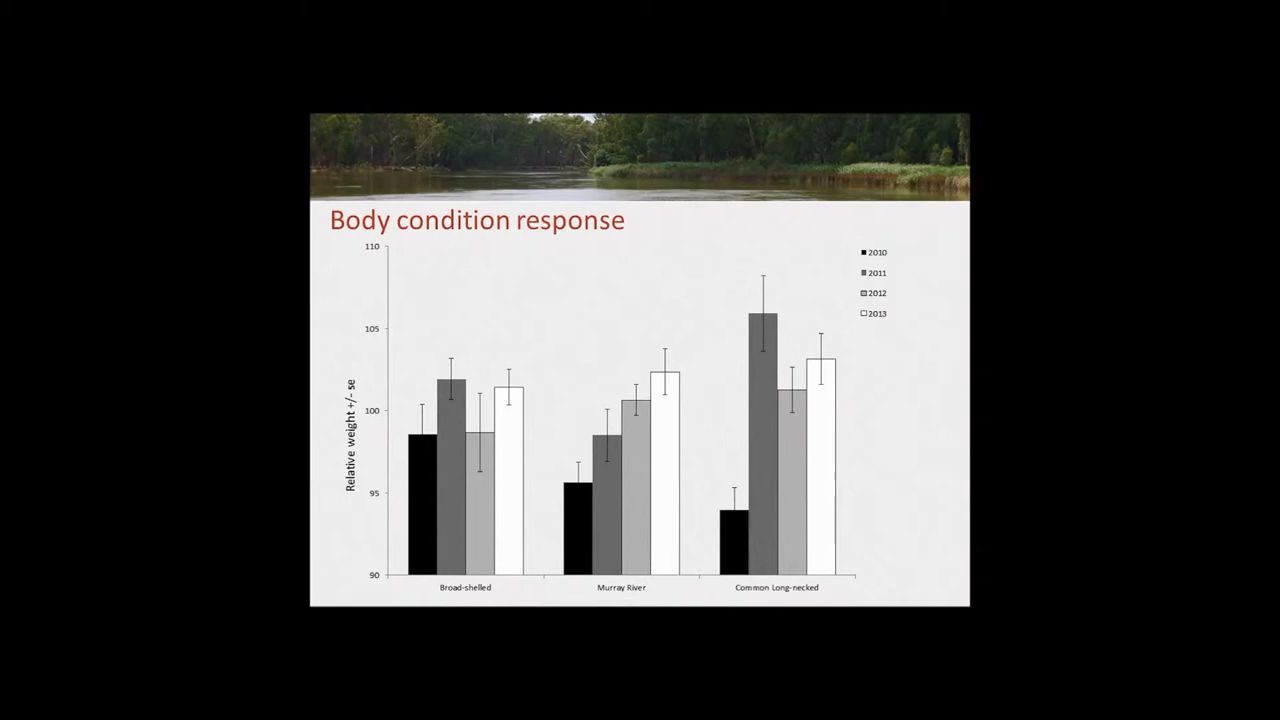 Body condition response
110
105
100
95
90
Relative weight +/- se
2010
2011
2012
2013
Broad-shelled
Murray River
Common Long-necked